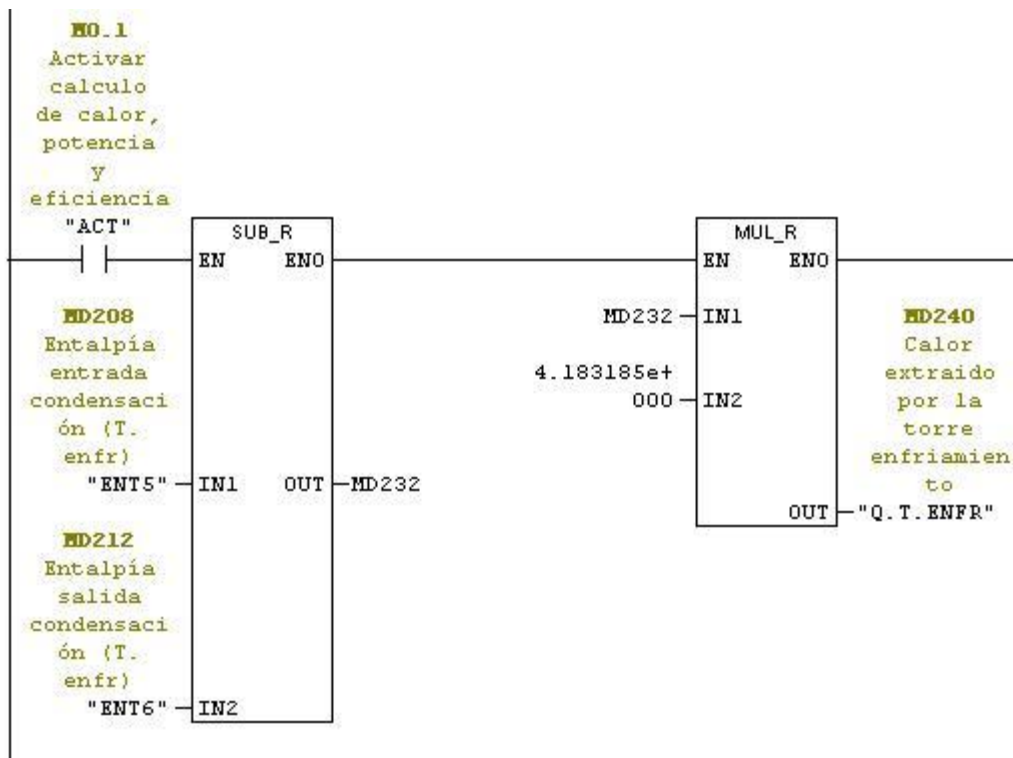 M0.1
Activar
calculo
de calor,
potencia
y
eficiencia
"ACT"
SUB_R
EN ENO
MD208
Entalpía
entrada
condensaci
ón (T.
enfr)
"ENT5"
IN1 OUT
MD232
MD212
Entalpía
salida
condensaci
ón (T.
enfr)
"ENT6"
IN2
MUL_R
EN ENO
MD232
IN1
4.183185e+
000
IN2
MD240
Calor
extraido
por la
torre
enfriamien
to
OUT
"Q.T.ENFR"